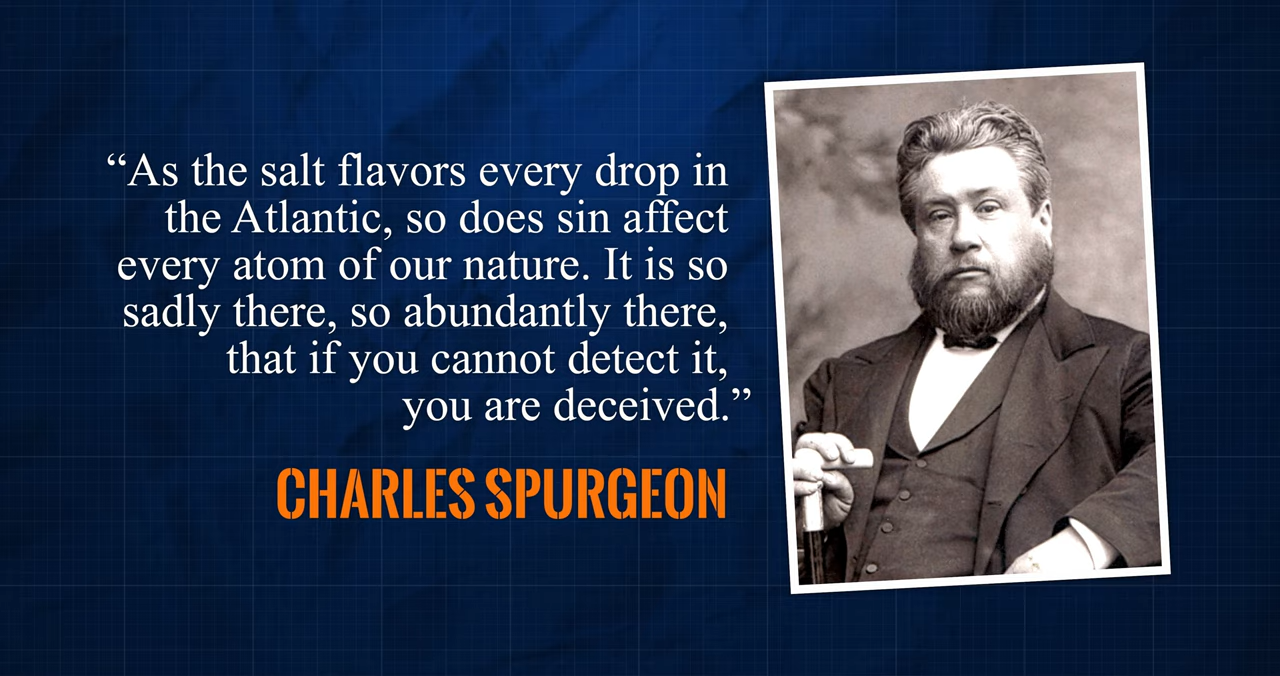 “As the salt flavors every drop in
the Atlantic, so does sin affect
every atom of our nature. It is so
sadly there, so abundantly there,
that if you cannot detect it,
you are deceived.”
CHARLES SPURGEON